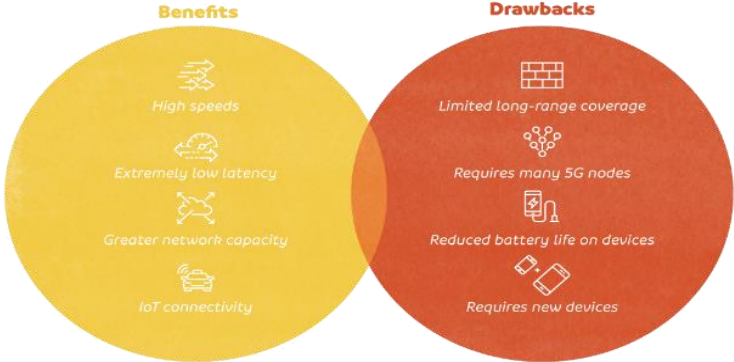 Benefits
High speeds
Extremely low latency
Greater network capacity
IoT connectivity
Drawbacks
Limited long-range coverage
Requires many 5G nodes
Reduced battery life on devices
Requires new devices